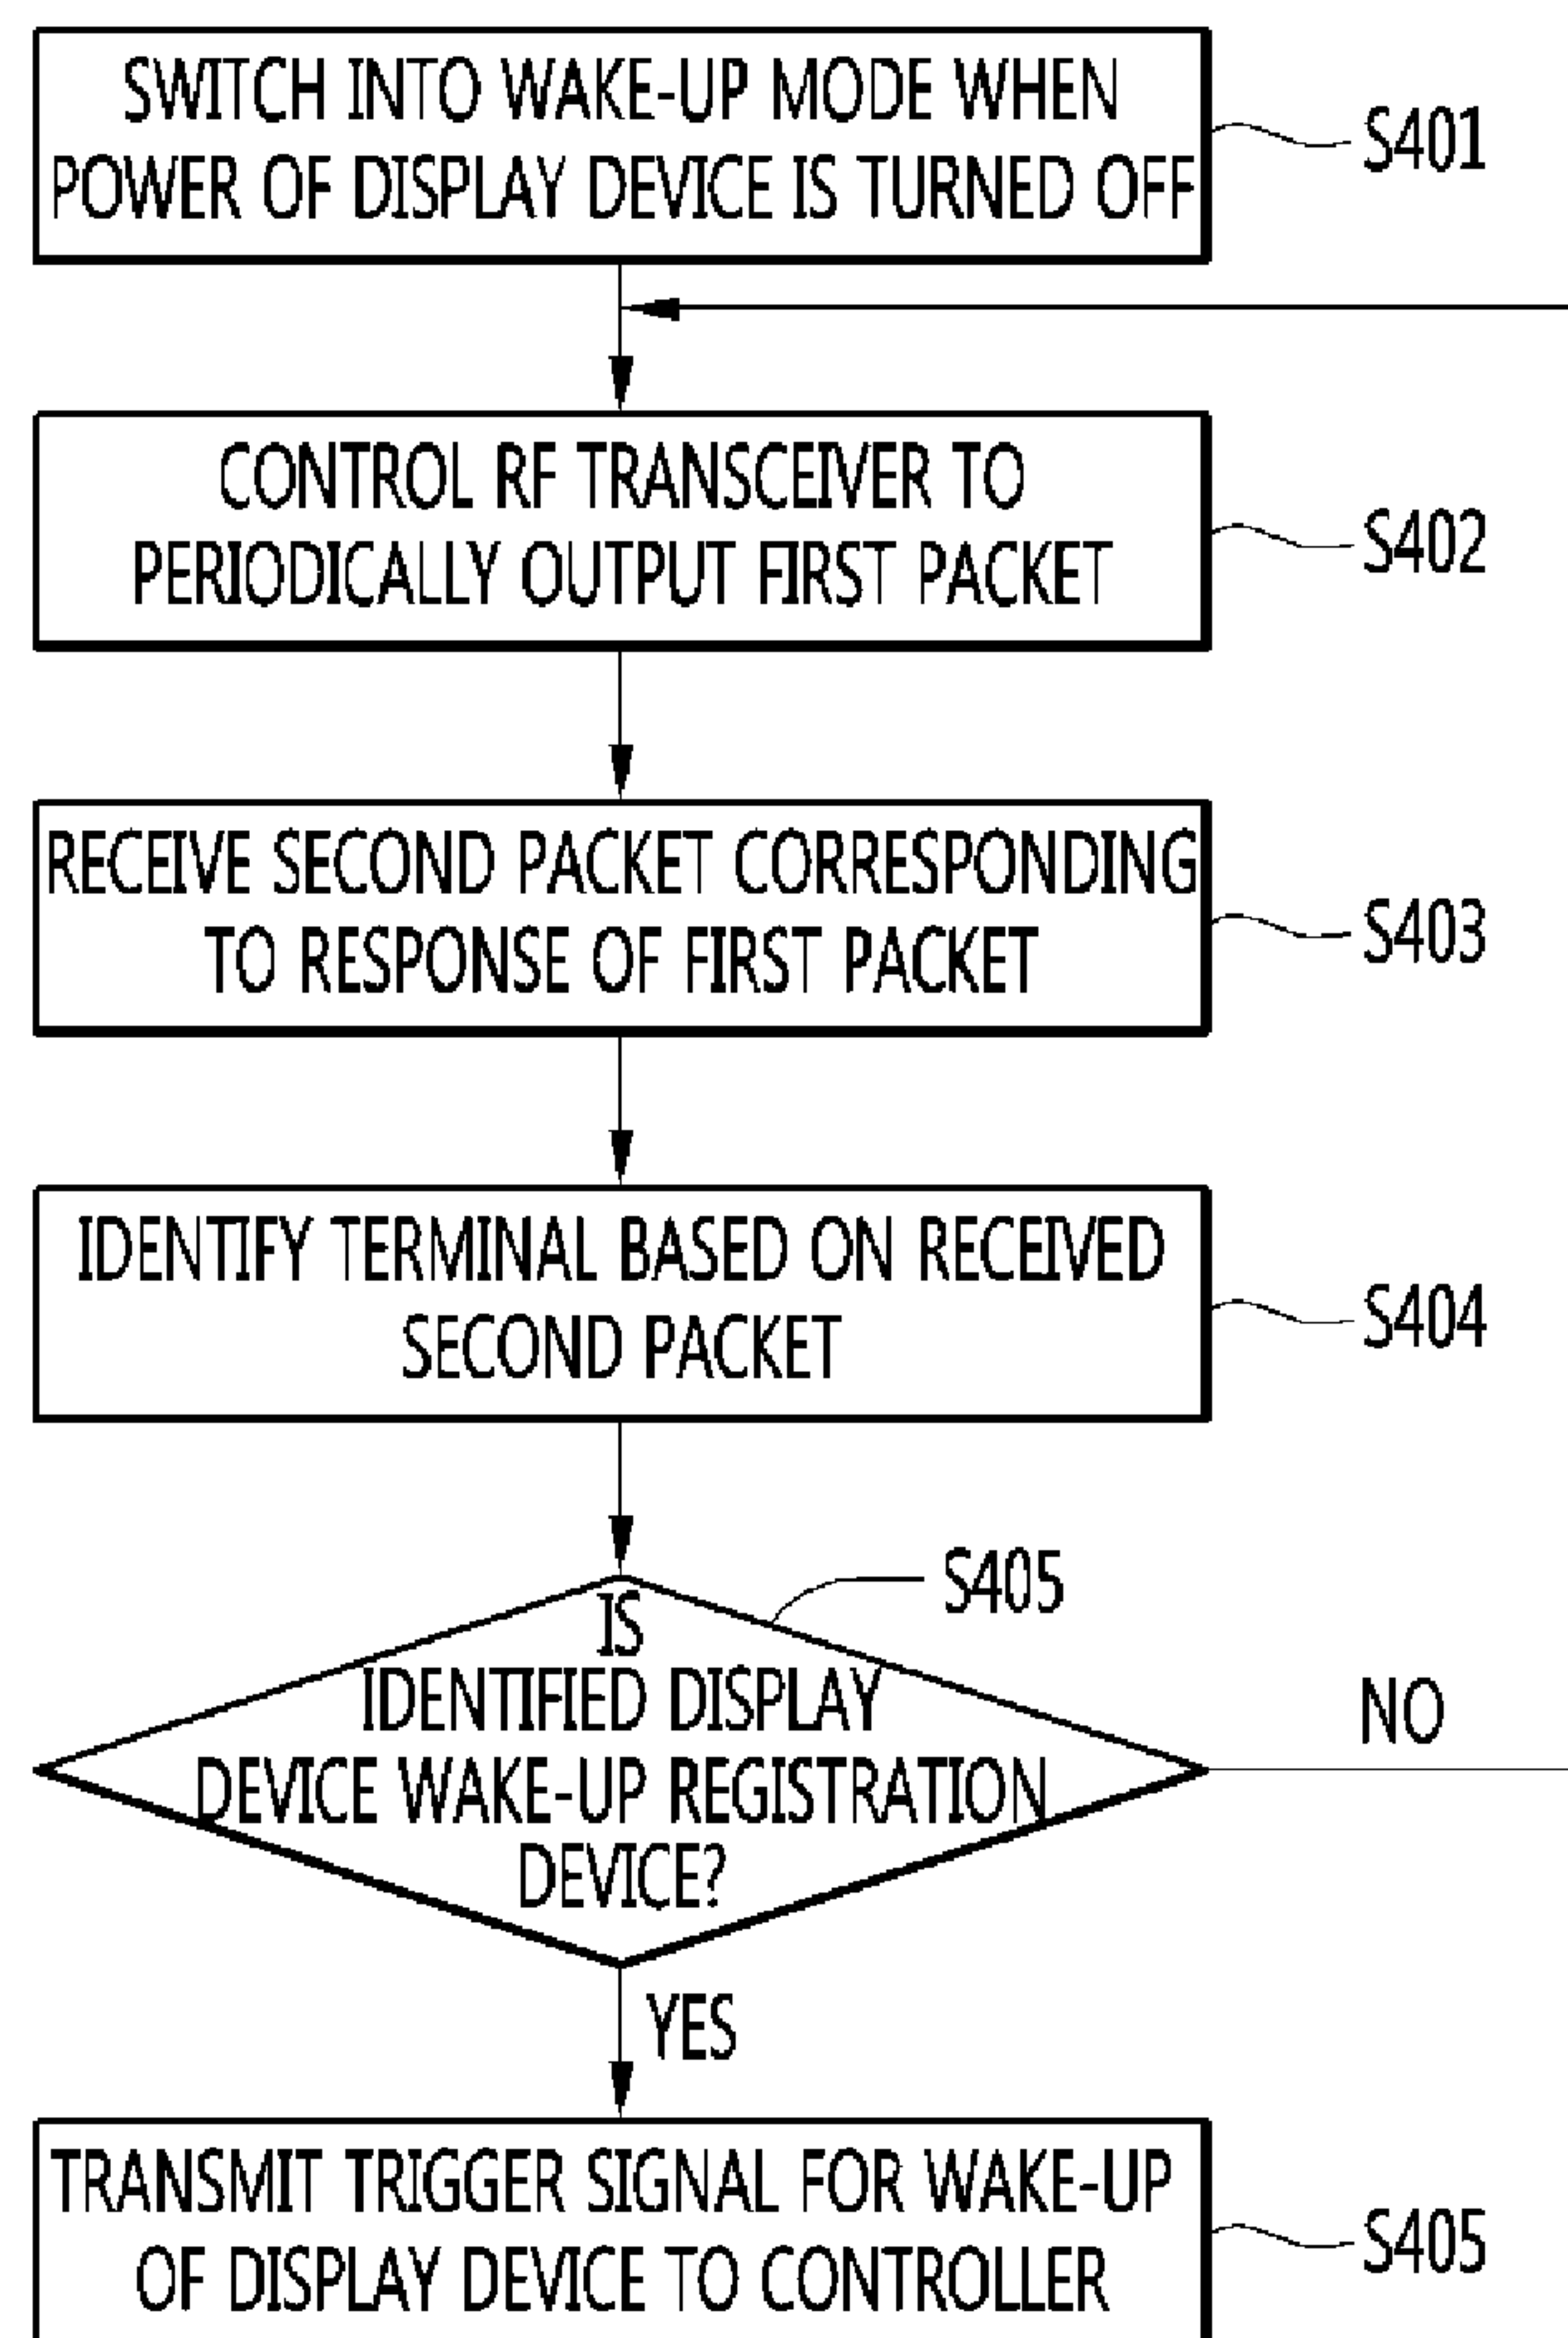 SWITCH INTO WAKE-UP MODE WHEN
POWER OF DISPLAY DEVICE IS TURNED OFF
S401
CONTROL RF TRANSCEIVER TO
PERIODICALLY OUTPUT FIRST PACKET
S402
RECEIVE SECOND PACKET CORRESPONDING
TO RESPONSE OF FIRST PACKET
S403
IDENTIFY TERMINAL BASED ON RECEIVED
SECOND PACKET
S404
S405
IS
IDENTIFIED DISPLAY
DEVICE WAKE-UP REGISTRATION
DEVICE?
NO
YES
TRANSMIT TRIGGER SIGNAL FOR WAKE-UP
OF DISPLAY DEVICE TO CONTROLLER
S405